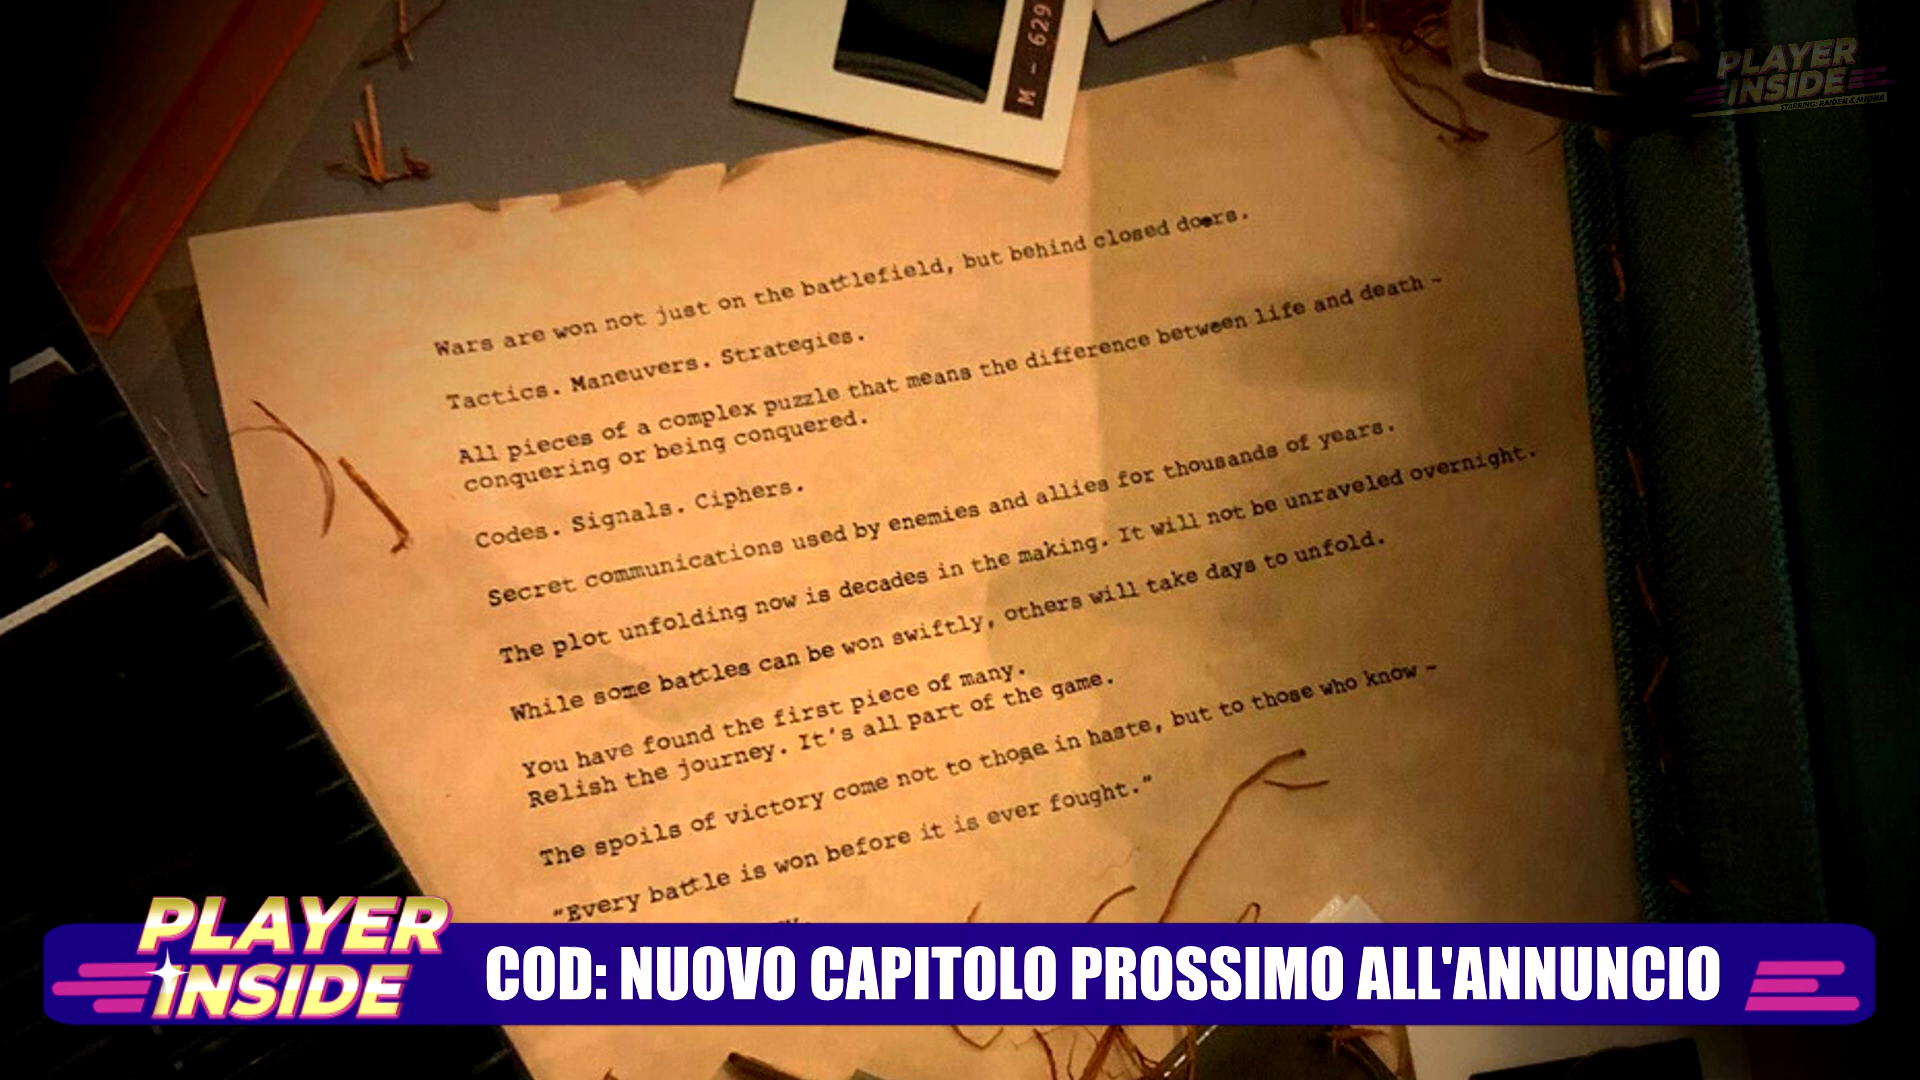 M - 629
PLAYER
INSIDE
STARRING: RAIDEN & MIDNA
Wars are won not just on the battlefield, but behind closed doors.
Tactics. Maneuvers. Strategies.
All pieces of a complex puzzle that means the difference between life and death -
conquering or being conquered.
Codes. Signals. Ciphers.
Secret communications used by enemies and allies for thousands of years.
The plot unfolding now is decades in the making. It will not be unraveled overnight.
While some battles can be won swiftly, others will take days to unfold.
You have found the first piece of many.
Relish the journey. It's all part of the game.
The spoils of victory come not to those in haste, but to those who know -
"Every battle is won before it is ever fought."
PLAYER
INSIDE
COD: NUOVO CAPITOLO PROSSIMO ALL'ANNUNCIO